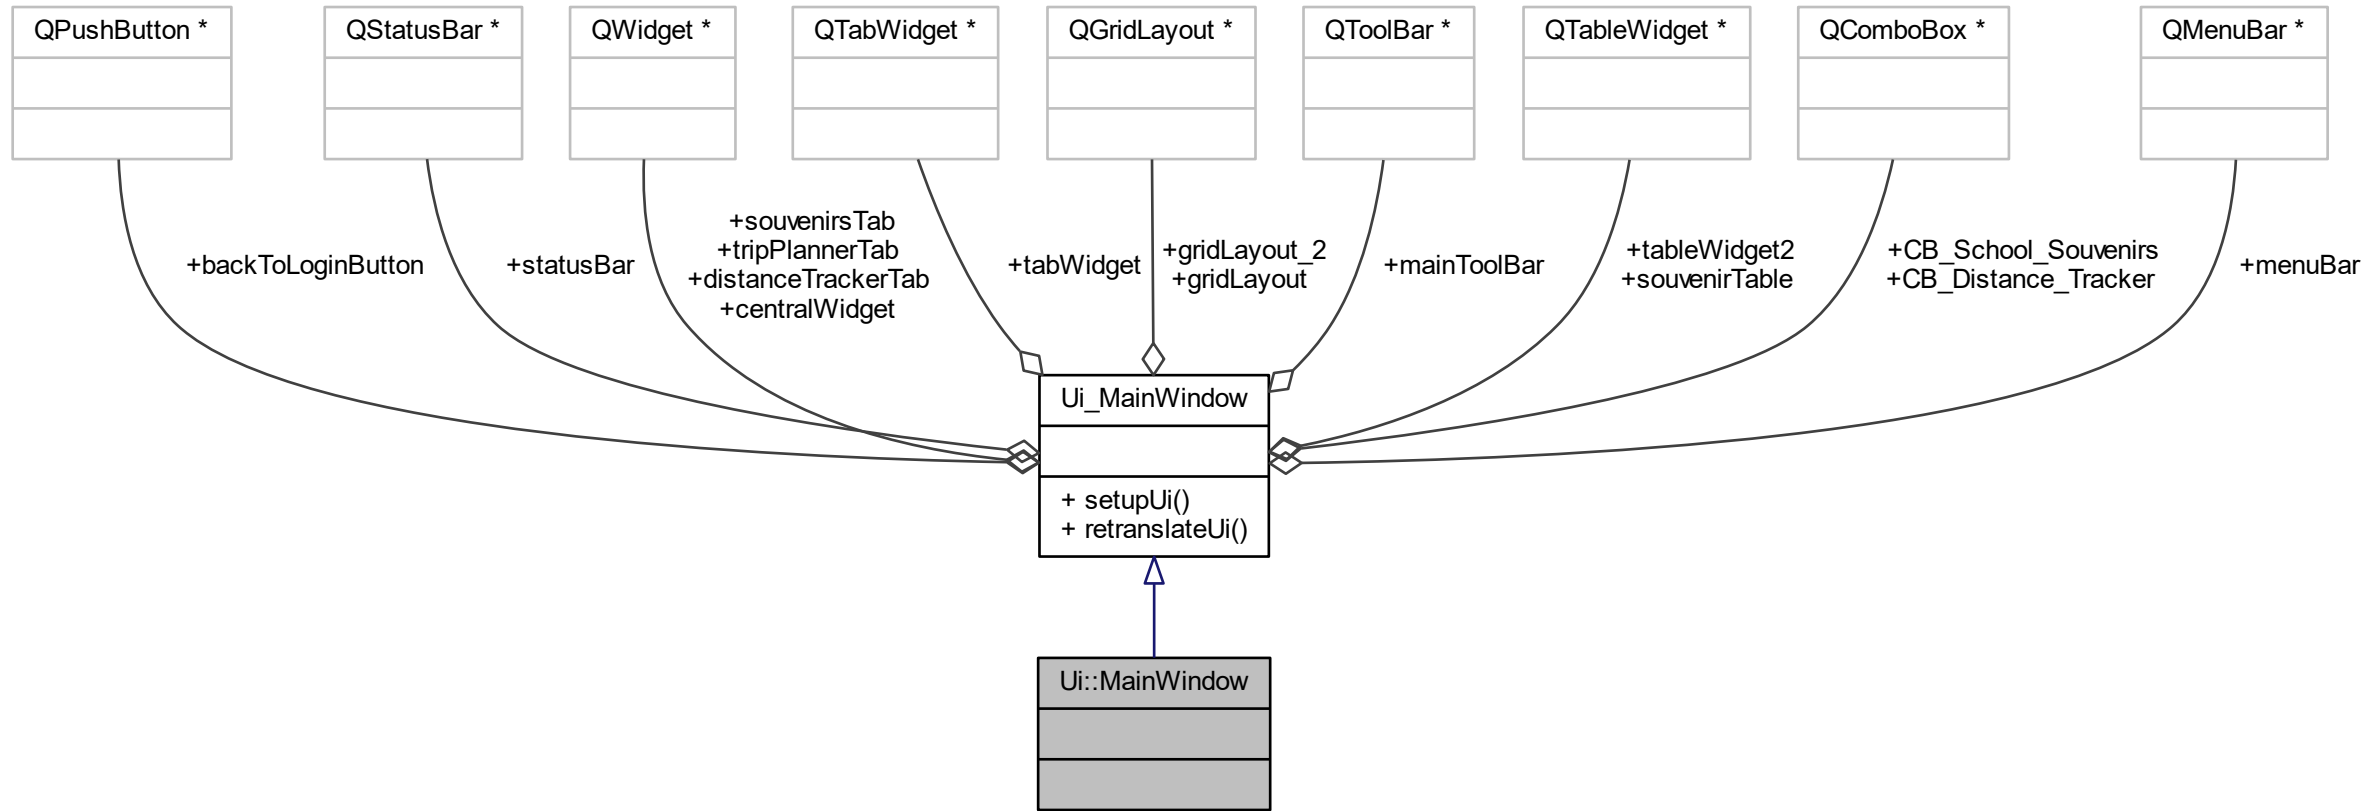 QPushButton *
QStatusBar *
QWidget *
QTabWidget *
QGridLayout *
QToolBar *
QTableWidget *
QComboBox *
QMenuBar *
+backToLoginButton
+statusBar
+souvenirsTab
+tripPlannerTab
+distanceTrackerTab
+centralWidget
+tabWidget
+gridLayout_2
+gridLayout
+mainToolBar
+tableWidget2
+souvenirTable
+CB_School_Souvenirs
+CB_Distance_Tracker
+menuBar
Ui_MainWindow
+ setupUi()
+ retranslateUi()
Ui::MainWindow